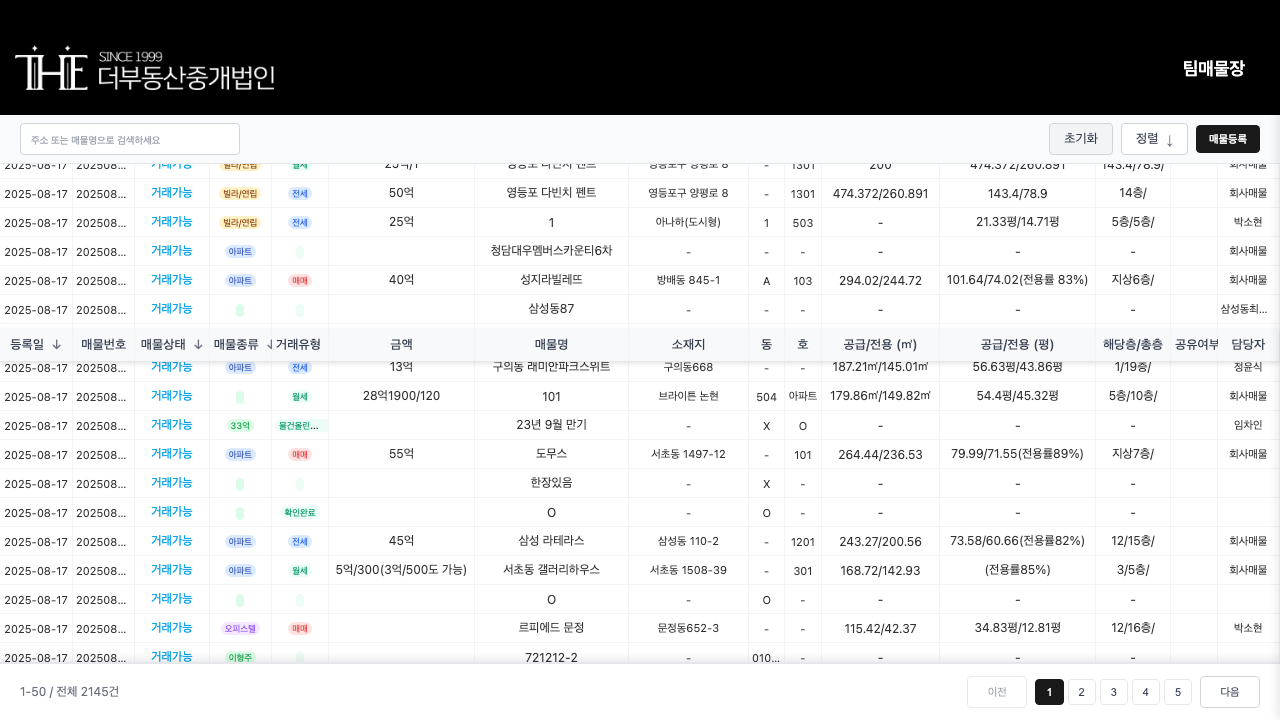 SINCE 1999
THE 더부동산중개법인
팀매물장
주소 또는 매물명으로 검색하세요 초기화 정렬 ↓ 매물등록
2025-08-17 202508... 거래가능 빌라/연립 월세 1301 200 474.372/260.891 143.4/78.9/ 회사매물
2025-08-17 202508... 거래가능 빌라/연립 전세 50억 영등포 다빈치 펜트 영등포구 양평로 8 - 1301 474.372/260.891 143.4/78.9 14층/ 회사매물
2025-08-17 202508... 거래가능 빌라/연립 전세 25억 1 아나하(도시형) 1 503 - 21.33평/14.71평 5층/5층/ 박소현
2025-08-17 202508... 거래가능 아파트 청담대우멤버스카운티6차 - - - - - - 회사매물
2025-08-17 202508... 거래가능 아파트 매매 40억 성지라빌레뜨 방배동 845-1 A 103 294.02/244.72 101.64/74.02(전용률 83%) 지상6층/ 회사매물
2025-08-17 202508... 거래가능 삼성동87 - - - - - - 삼성동최...
등록일 ↓ 매물번호 매물상태 ↓ 매물종류 ↓ 거래유형 금액 매물명 소재지 동 호 공급/전용 (㎡) 공급/전용 (평) 해당층/총층 공유여부 담당자
2025-08-17 202508... 거래가능 아파트 전세 13억 구의동 래미안파크스위트 구의동668 - - 187.21㎡/145.01㎡ 56.63평/43.86평 1/19층/ 정윤식
2025-08-17 202508... 거래가능 월세 28억1900/120 101 브라이튼 논현 504 아파트 179.86㎡/149.82㎡ 54.4평/45.32평 5층/10층/ 회사매물
2025-08-17 202508... 거래가능 33억 물건올린... 23년 9월 만기 - X O - - - 임차인
2025-08-17 202508... 거래가능 아파트 매매 55억 도무스 서초동 1497-12 - 101 264.44/236.53 79.99/71.55(전용률89%) 지상7층/ 회사매물
2025-08-17 202508... 거래가능 한장있음 - X - - - -
2025-08-17 202508... 거래가능 확인완료 O - O - - - -
2025-08-17 202508... 거래가능 아파트 전세 45억 삼성 라테라스 삼성동 110-2 - 1201 243.27/200.56 73.58/60.66(전용률82%) 12/15층/ 회사매물
2025-08-17 202508... 거래가능 아파트 월세 5억/300(3억/500도 가능) 서초동 갤러리하우스 서초동 1508-39 - 301 168.72/142.93 (전용률85%) 3/5층/ 회사매물
2025-08-17 202508... 거래가능 O - O - - - -
2025-08-17 202508... 거래가능 오피스텔 매매 르피에드 문정 문정동652-3 - - 115.42/42.37 34.83평/12.81평 12/16층/ 박소현
2025-08-17 202508... 거래가능 이형주 721212-2 - 010... - - - -
1-50 / 전체 2145건 이전 1 2 3 4 5 다음